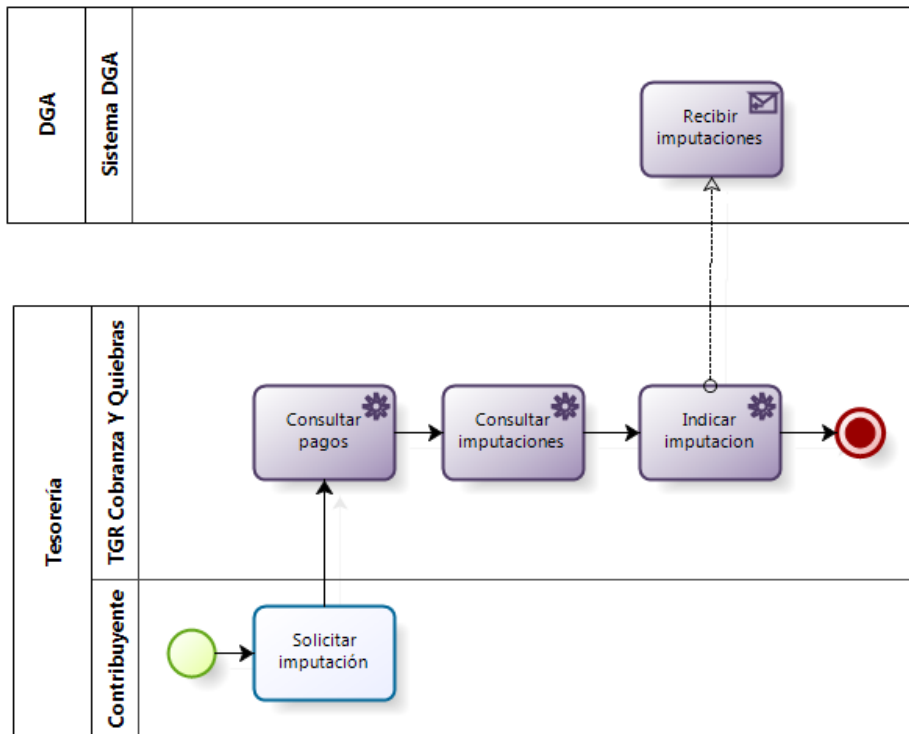 DGA
Sistema DGA
Recibir
imputaciones
Tesorería
TGR Cobranza Y Quiebras
Consultar
pagos
Consultar
imputaciones
Indicar
imputacion
Contribuyente
Solicitar
imputación